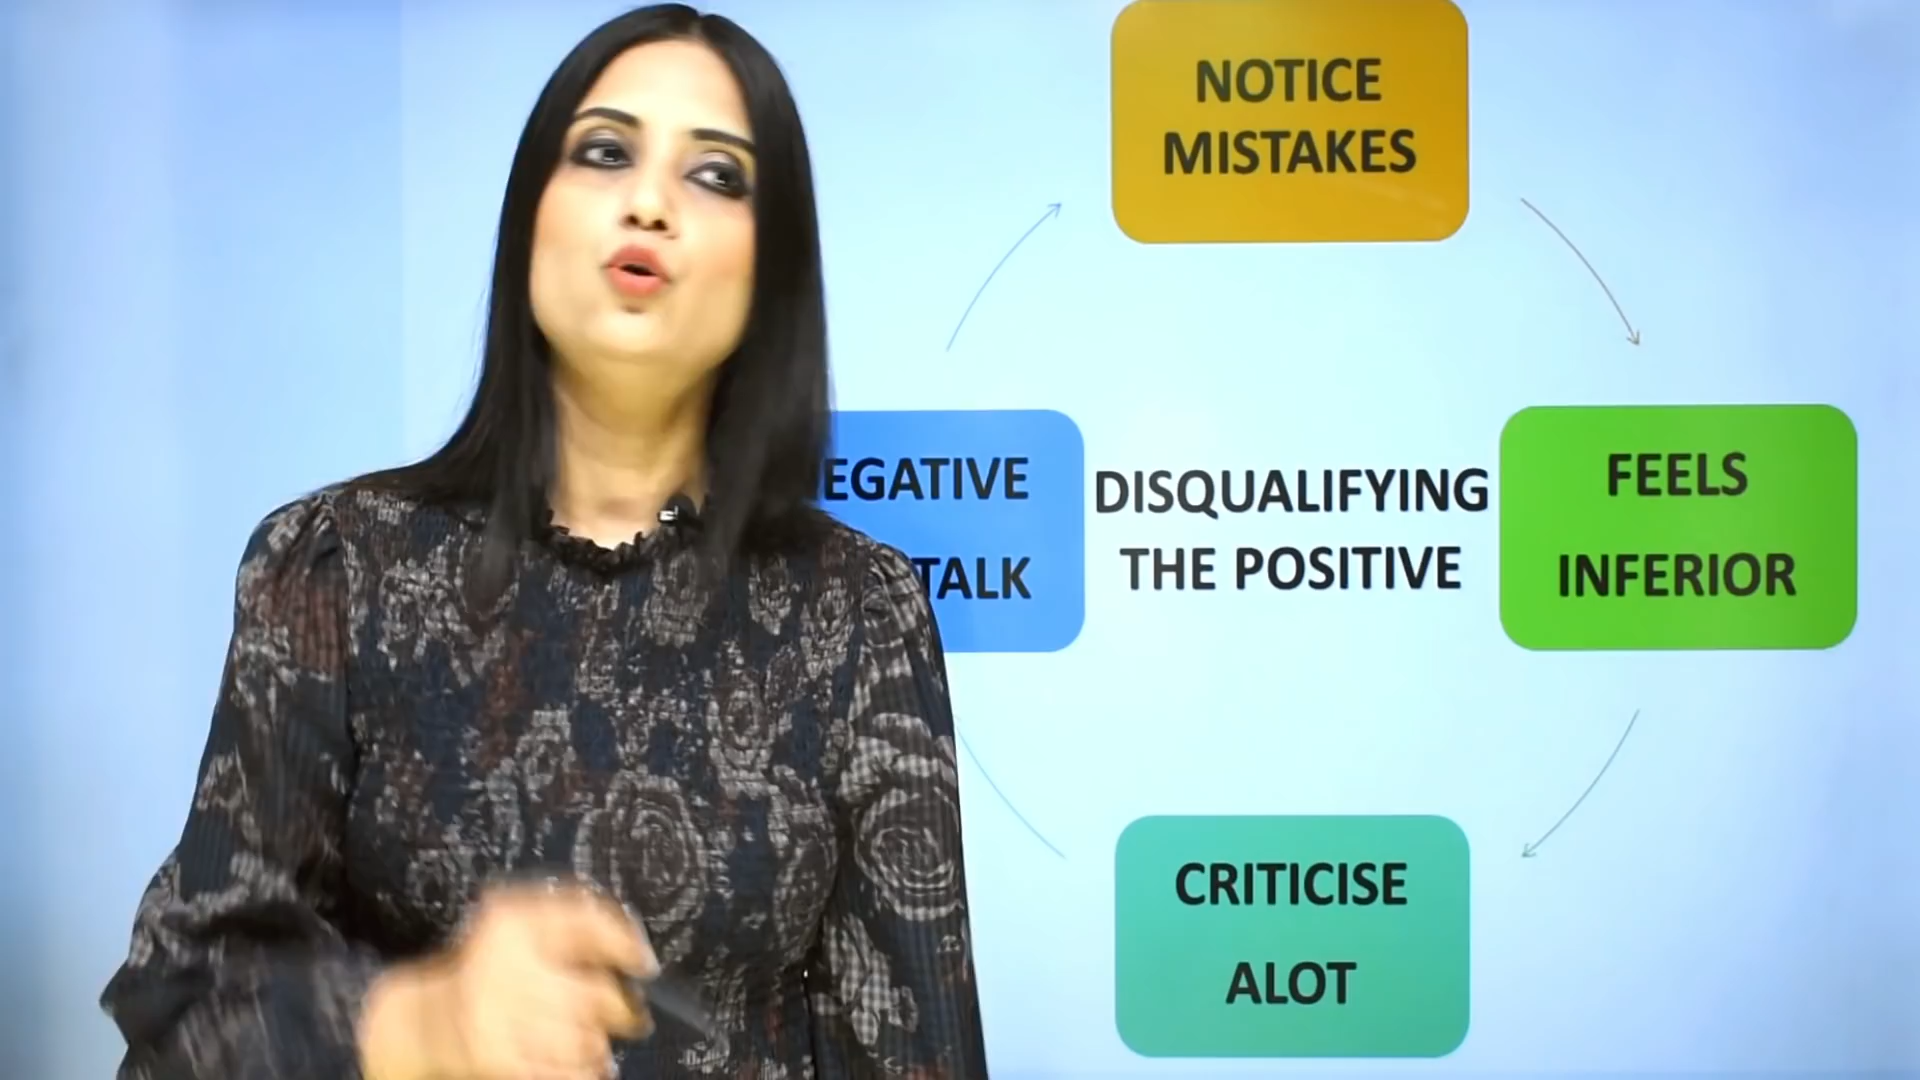 NOTICE
MISTAKES
EGATIVE
TALK
DISQUALIFYING
THE POSITIVE
FEELS
INFERIOR
CRITICISE
ALOT